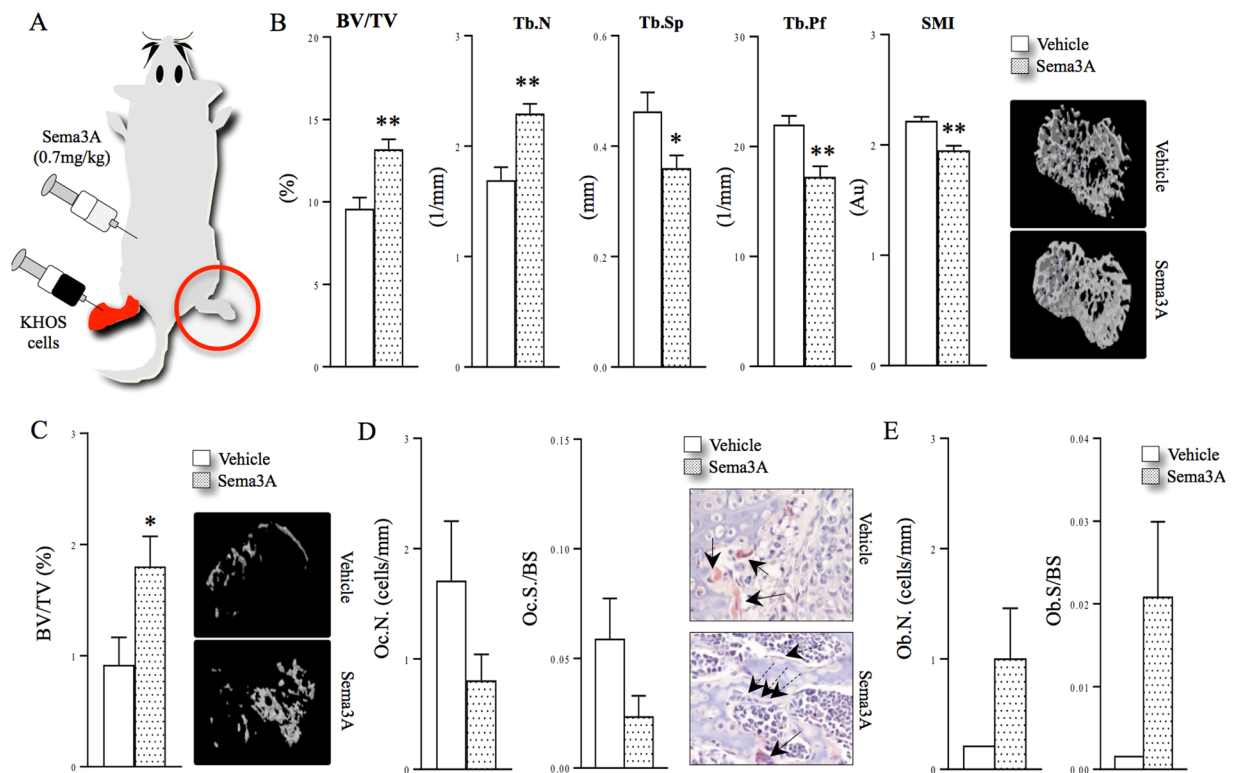 A
Sema3A
(0.7mg/kg)
KHOS
cells
B
BV/TV
Tb.N
Tb.Sp
Tb.Pf
SMI
(%)
20
15
10
5
0
**
(1/mm)
3
2
1
0
**
(mm)
0.6
0.4
0.2
0.0
*
(1/mm)
30
20
10
0
**
(Au)
3
2
1
0
**
Vehicle
Sema3A
Vehicle
Sema3A
C
BV/TV (%)
3
2
1
0
*
Vehicle
Sema3A
Vehicle
Sema3A
D
Oc.N. (cells/mm)
3
2
1
0
Oc.S./BS
0.15
0.10
0.05
0.00
Vehicle
Sema3A
Vehicle
Sema3A
E
Ob.N. (cells/mm)
3
2
1
0
Ob.S/BS
0.04
0.03
0.02
0.01
0.00
Vehicle
Sema3A